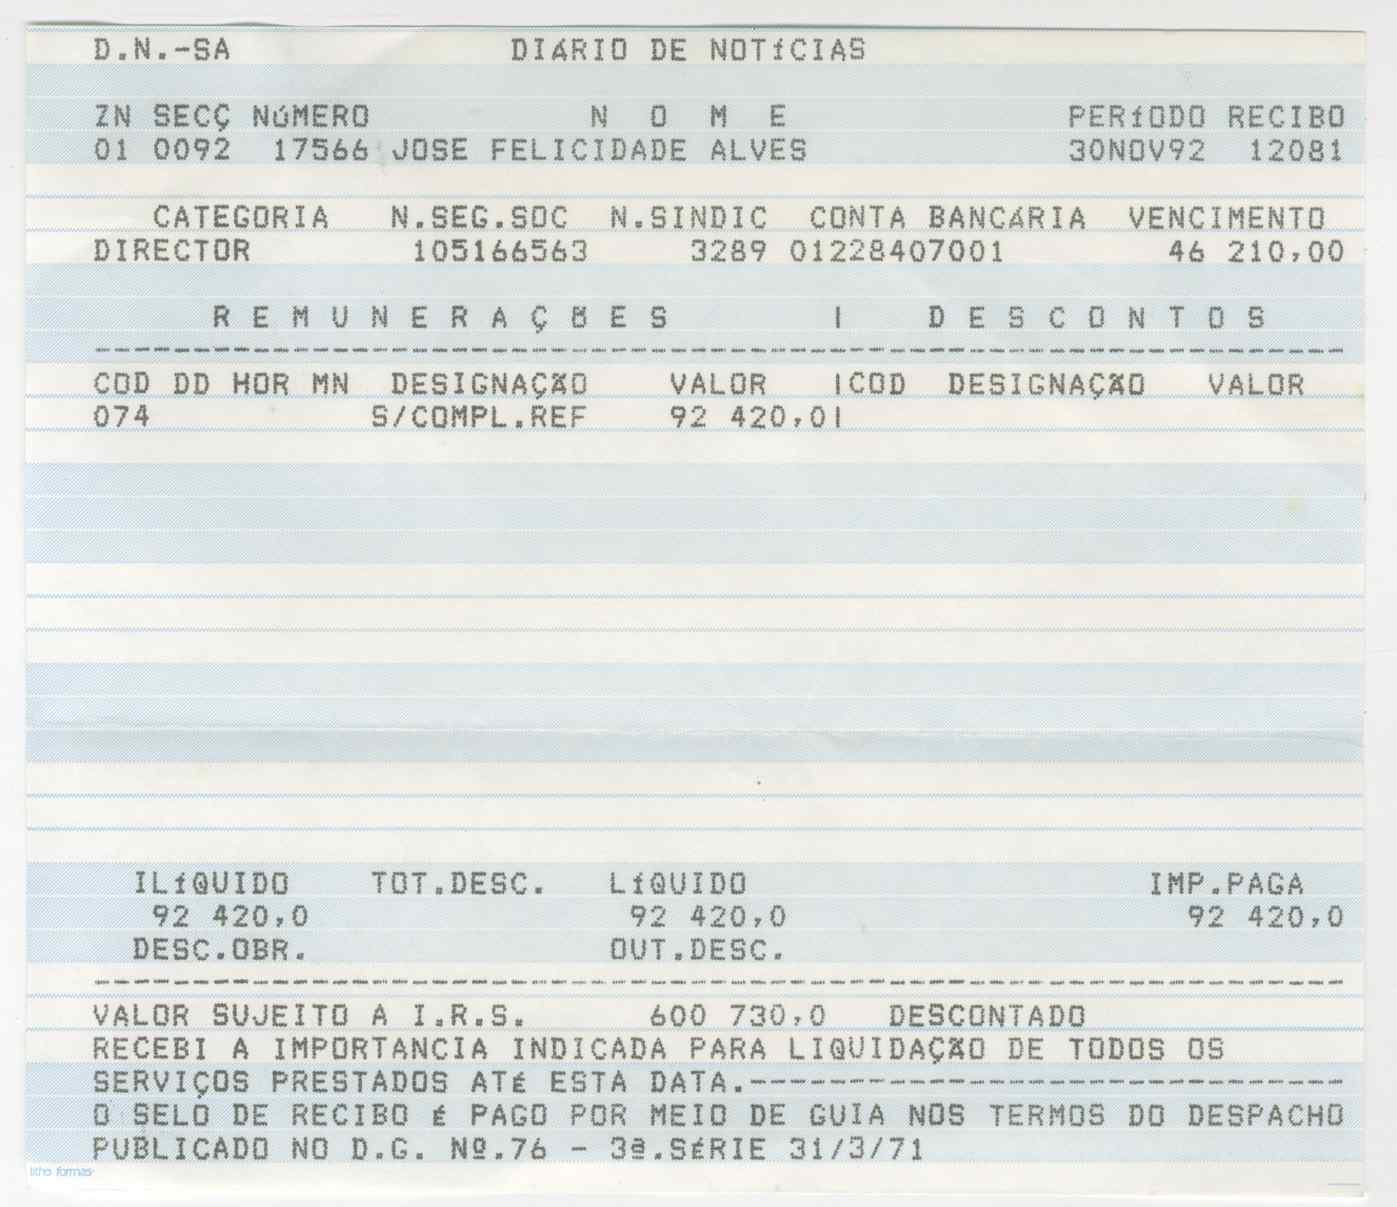 D.N.-SA DIÁRIO DE NOTÍCIAS
ZN SECÇ NÚMERO N O M E PERÍODO RECIBO
01 0092 17566 JOSE FELICIDADE ALVES 30NOV92 12081
CATEGORIA N.SEG.SOC N.SINDIC CONTA BANCÁRIA VENCIMENTO
DIRECTOR 105166563 3289 01228407001 46 210,00
R E M U N E R A Ç Õ E S | D E S C O N T O S
----------------------------------------------------------------
COD DD HOR MN DESIGNAÇÃO VALOR |COD DESIGNAÇÃO VALOR
074 S/COMPL.REF 92 420,0|
ILÍQUIDO TOT.DESC. LÍQUIDO IMP.PAGA
92 420,0 92 420,0 92 420,0
DESC.OBR. OUT.DESC.
----------------------------------------------------------------
VALOR SUJEITO A I.R.S. 600 730,0 DESCONTADO
RECEBI A IMPORTANCIA INDICADA PARA LIQUIDAÇÃO DE TODOS OS
SERVIÇOS PRESTADOS ATÉ ESTA DATA.------------------------------
O SELO DE RECIBO É PAGO POR MEIO DE GUIA NOS TERMOS DO DESPACHO
PUBLICADO NO D.G. Nº.76 - 3ª.SÉRIE 31/3/71
litho formas